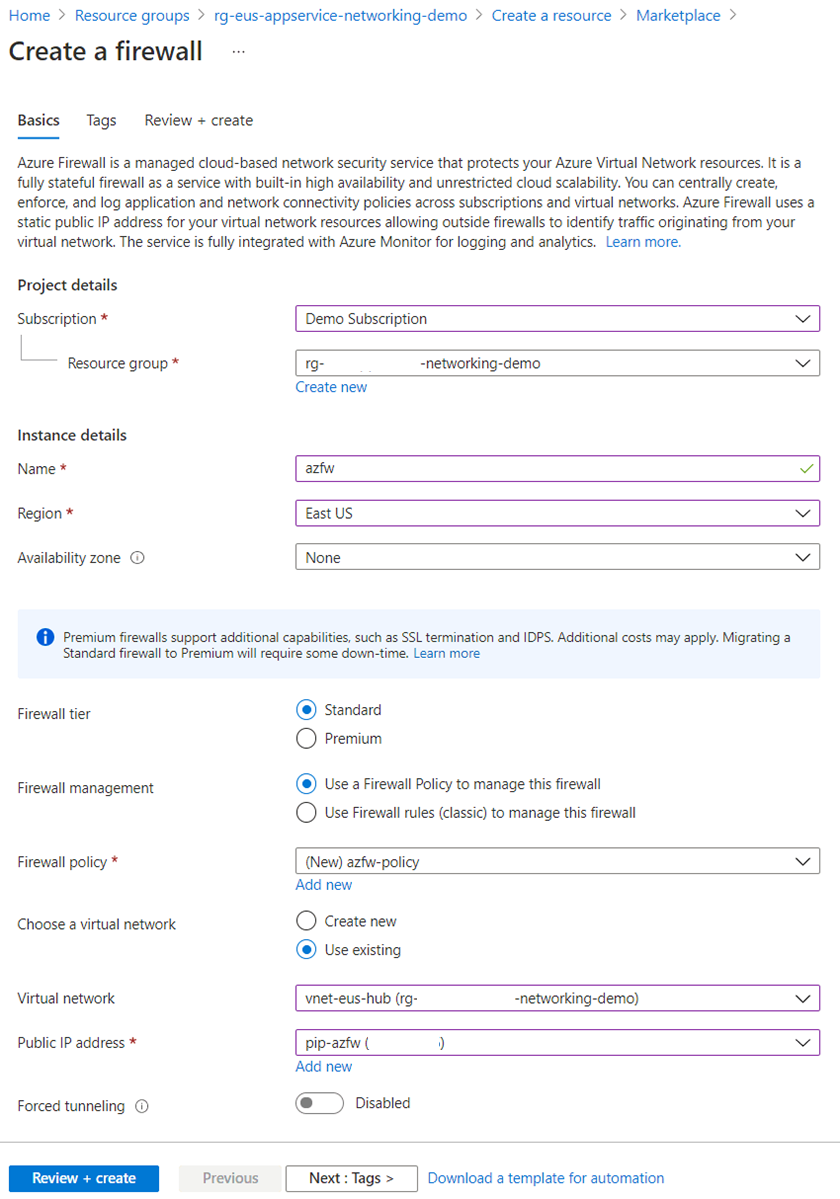 Home > Resource groups > rg-eus-appservice-networking-demo > Create a resource > Marketplace >
Create a firewall ...
Basics Tags Review + create
Azure Firewall is a managed cloud-based network security service that protects your Azure Virtual Network resources. It is a
fully stateful firewall as a service with built-in high availability and unrestricted cloud scalability. You can centrally create,
enforce, and log application and network connectivity policies across subscriptions and virtual networks. Azure Firewall uses a
static public IP address for your virtual network resources allowing outside firewalls to identify traffic originating from your
virtual network. The service is fully integrated with Azure Monitor for logging and analytics. Learn more.
Project details
Subscription * Demo Subscription
Resource group * rg- -networking-demo
Create new
Instance details
Name * azfw
Region * East US
Availability zone None
Premium firewalls support additional capabilities, such as SSL termination and IDPS. Additional costs may apply. Migrating a
Standard firewall to Premium will require some down-time. Learn more
Firewall tier Standard
Premium
Firewall management Use a Firewall Policy to manage this firewall
Use Firewall rules (classic) to manage this firewall
Firewall policy * (New) azfw-policy
Add new
Choose a virtual network Create new
Use existing
Virtual network vnet-eus-hub (rg- -networking-demo)
Public IP address * pip-azfw ( )
Add new
Forced tunneling Disabled
Review + create Previous Next : Tags > Download a template for automation